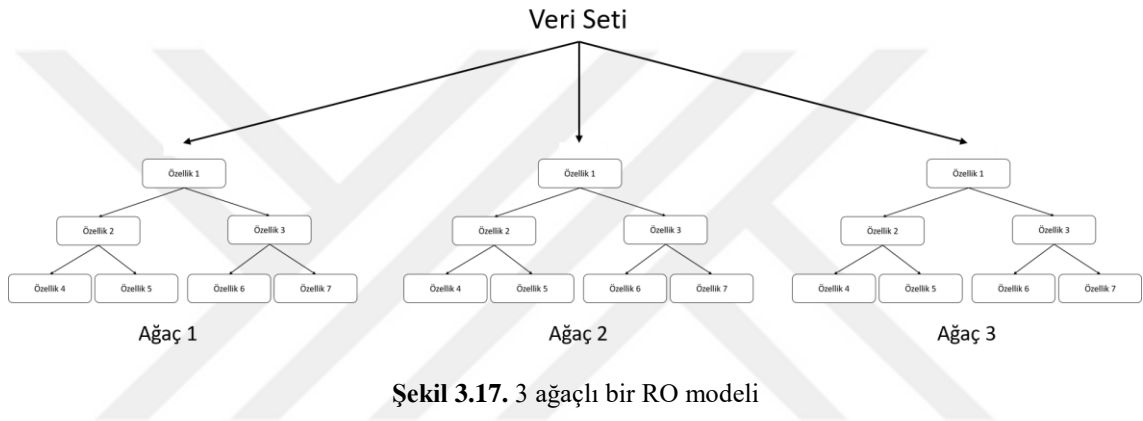 Veri Seti
Özellik 1 Özellik 1 Özellik 1
Özellik 2 Özellik 3 Özellik 2 Özellik 3 Özellik 2 Özellik 3
Özellik 4 Özellik 5 Özellik 6 Özellik 7 Özellik 4 Özellik 5 Özellik 6 Özellik 7 Özellik 4 Özellik 5 Özellik 6 Özellik 7
Ağaç 1 Ağaç 2 Ağaç 3
Şekil 3.17. 3 ağaçlı bir RO modeli